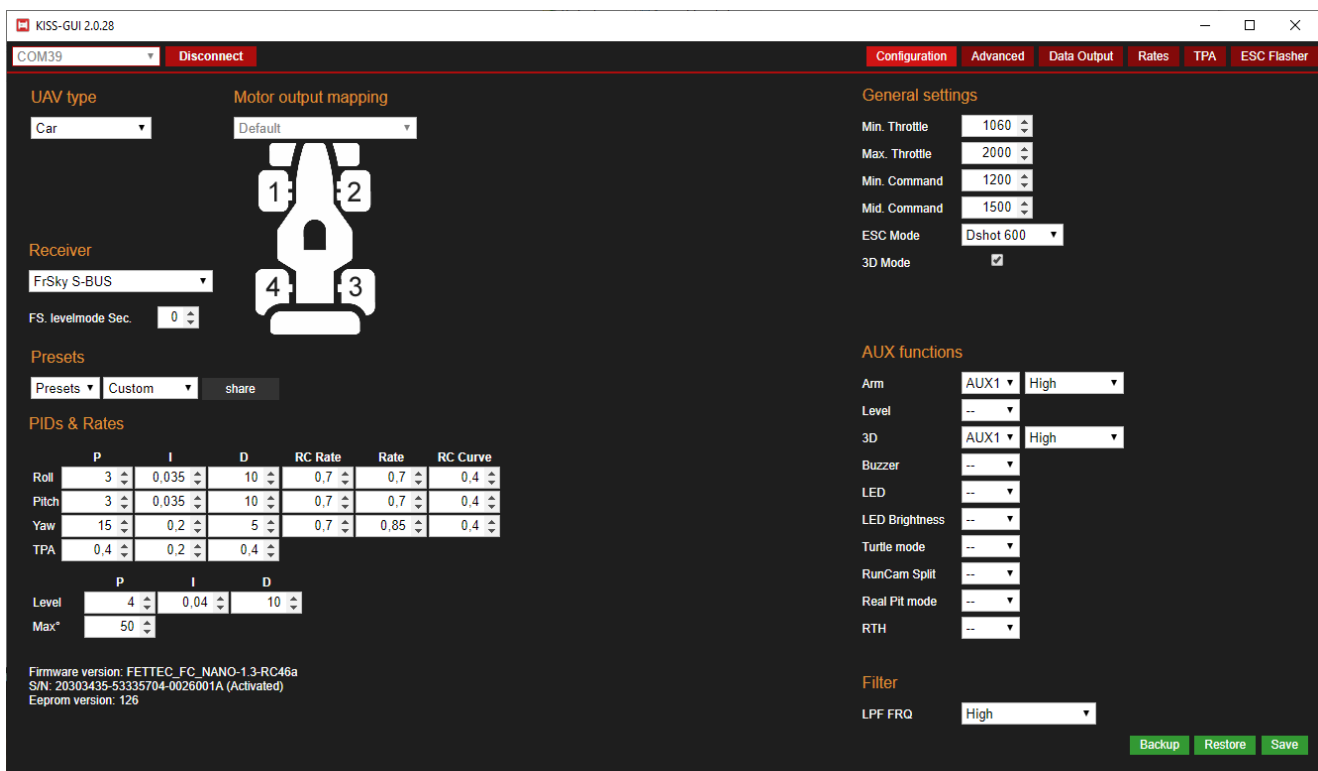 KISS-GUI 2.0.28
COM39 Disconnect Configuration Advanced Data Output Rates TPA ESC Flasher
UAV type Motor output mapping
Car Default
1 2
4 3
Receiver
FrSky S-BUS
FS. levelmode Sec. 0
Presets
Presets Custom share
PIDs & Rates
P I D RC Rate Rate RC Curve
Roll 3 0,035 10 0,7 0,7 0,4
Pitch 3 0,035 10 0,7 0,7 0,4
Yaw 15 0,2 5 0,7 0,85 0,4
TPA 0,4 0,2 0,4
P I D
Level 4 0,04 10
Max° 50
Firmware version: FETTEC_FC_NANO-1.3-RC46a
S/N: 20303435-53335704-0026001A (Activated)
Eeprom version: 126
General settings
Min. Throttle 1060
Max. Throttle 2000
Min. Command 1200
Mid. Command 1500
ESC Mode Dshot 600
3D Mode
AUX functions
Arm AUX1 High
Level --
3D AUX1 High
Buzzer --
LED --
LED Brightness --
Turtle mode --
RunCam Split --
Real Pit mode --
RTH --
Filter
LPF FRQ High
Backup Restore Save